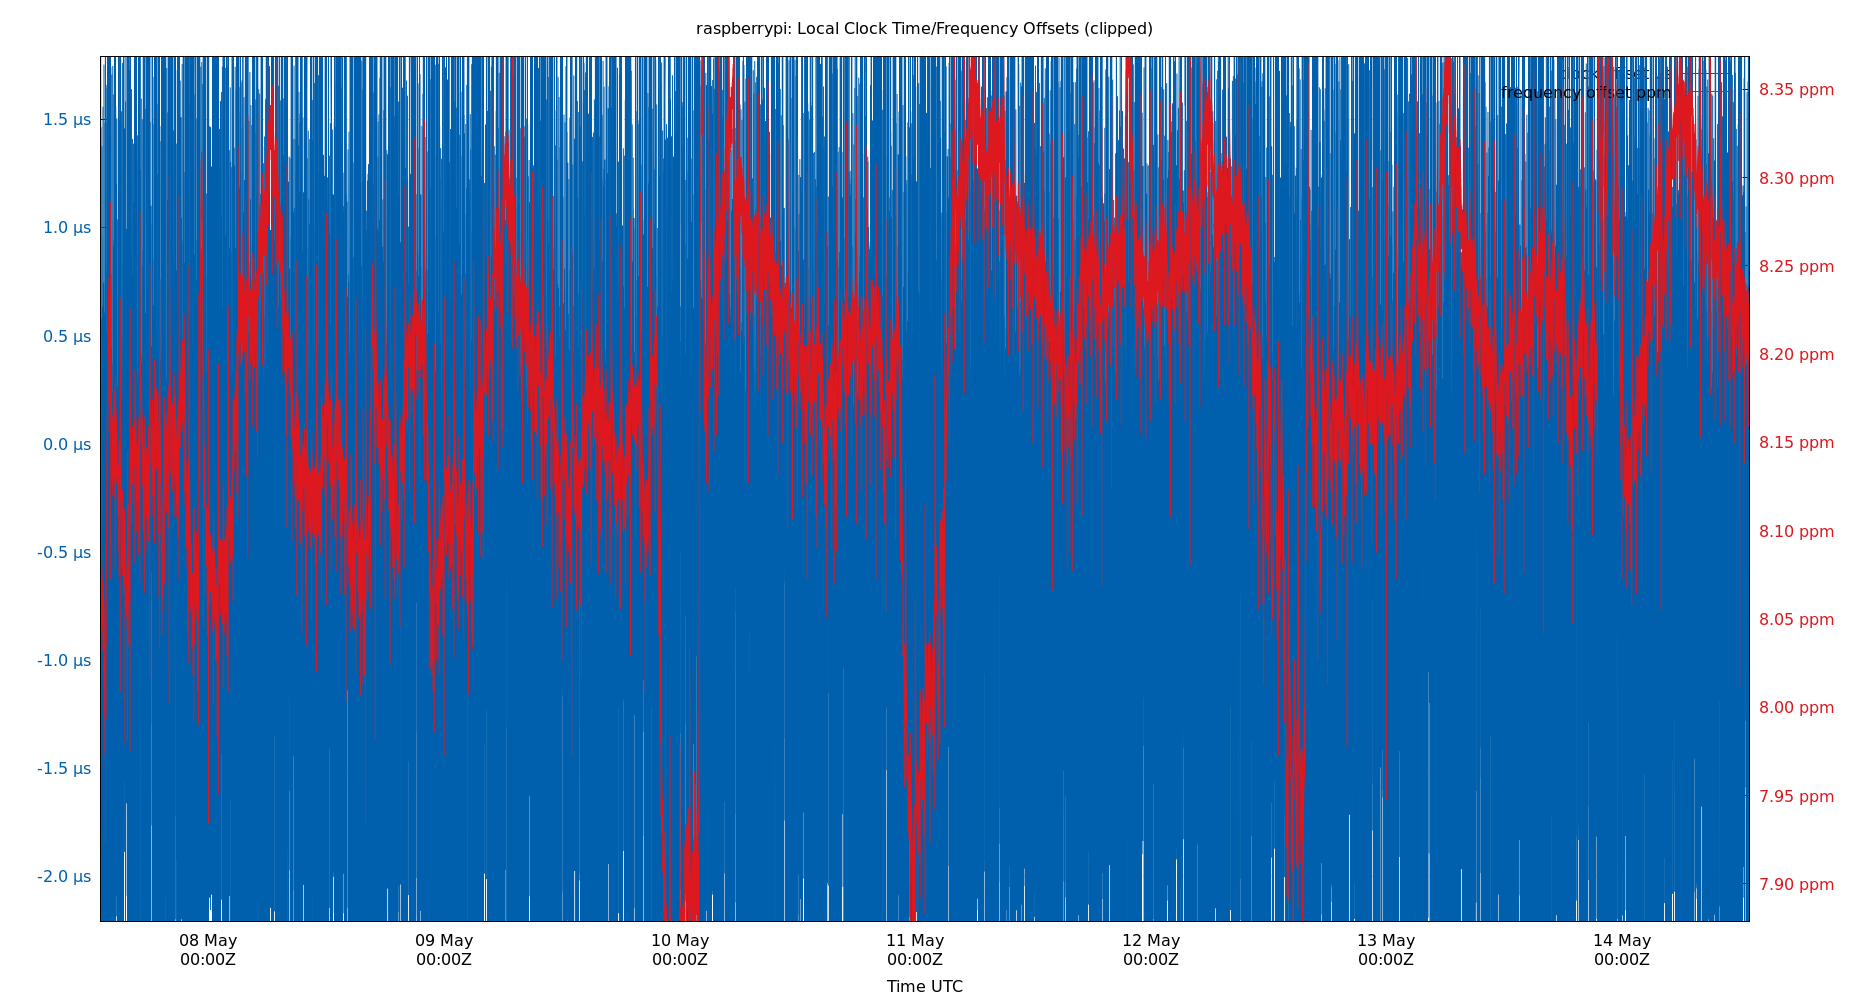 raspberrypi: Local Clock Time/Frequency Offsets (clipped)
frequency offset ppm
1.5 μs
1.0 μs
0.5 μs
0.0 μs
-0.5 μs
-1.0 μs
-1.5 μs
-2.0 μs
8.35 ppm
8.30 ppm
8.25 ppm
8.20 ppm
8.15 ppm
8.10 ppm
8.05 ppm
8.00 ppm
7.95 ppm
7.90 ppm
08 May
00:00Z
09 May
00:00Z
10 May
00:00Z
11 May
00:00Z
12 May
00:00Z
13 May
00:00Z
14 May
00:00Z
Time UTC